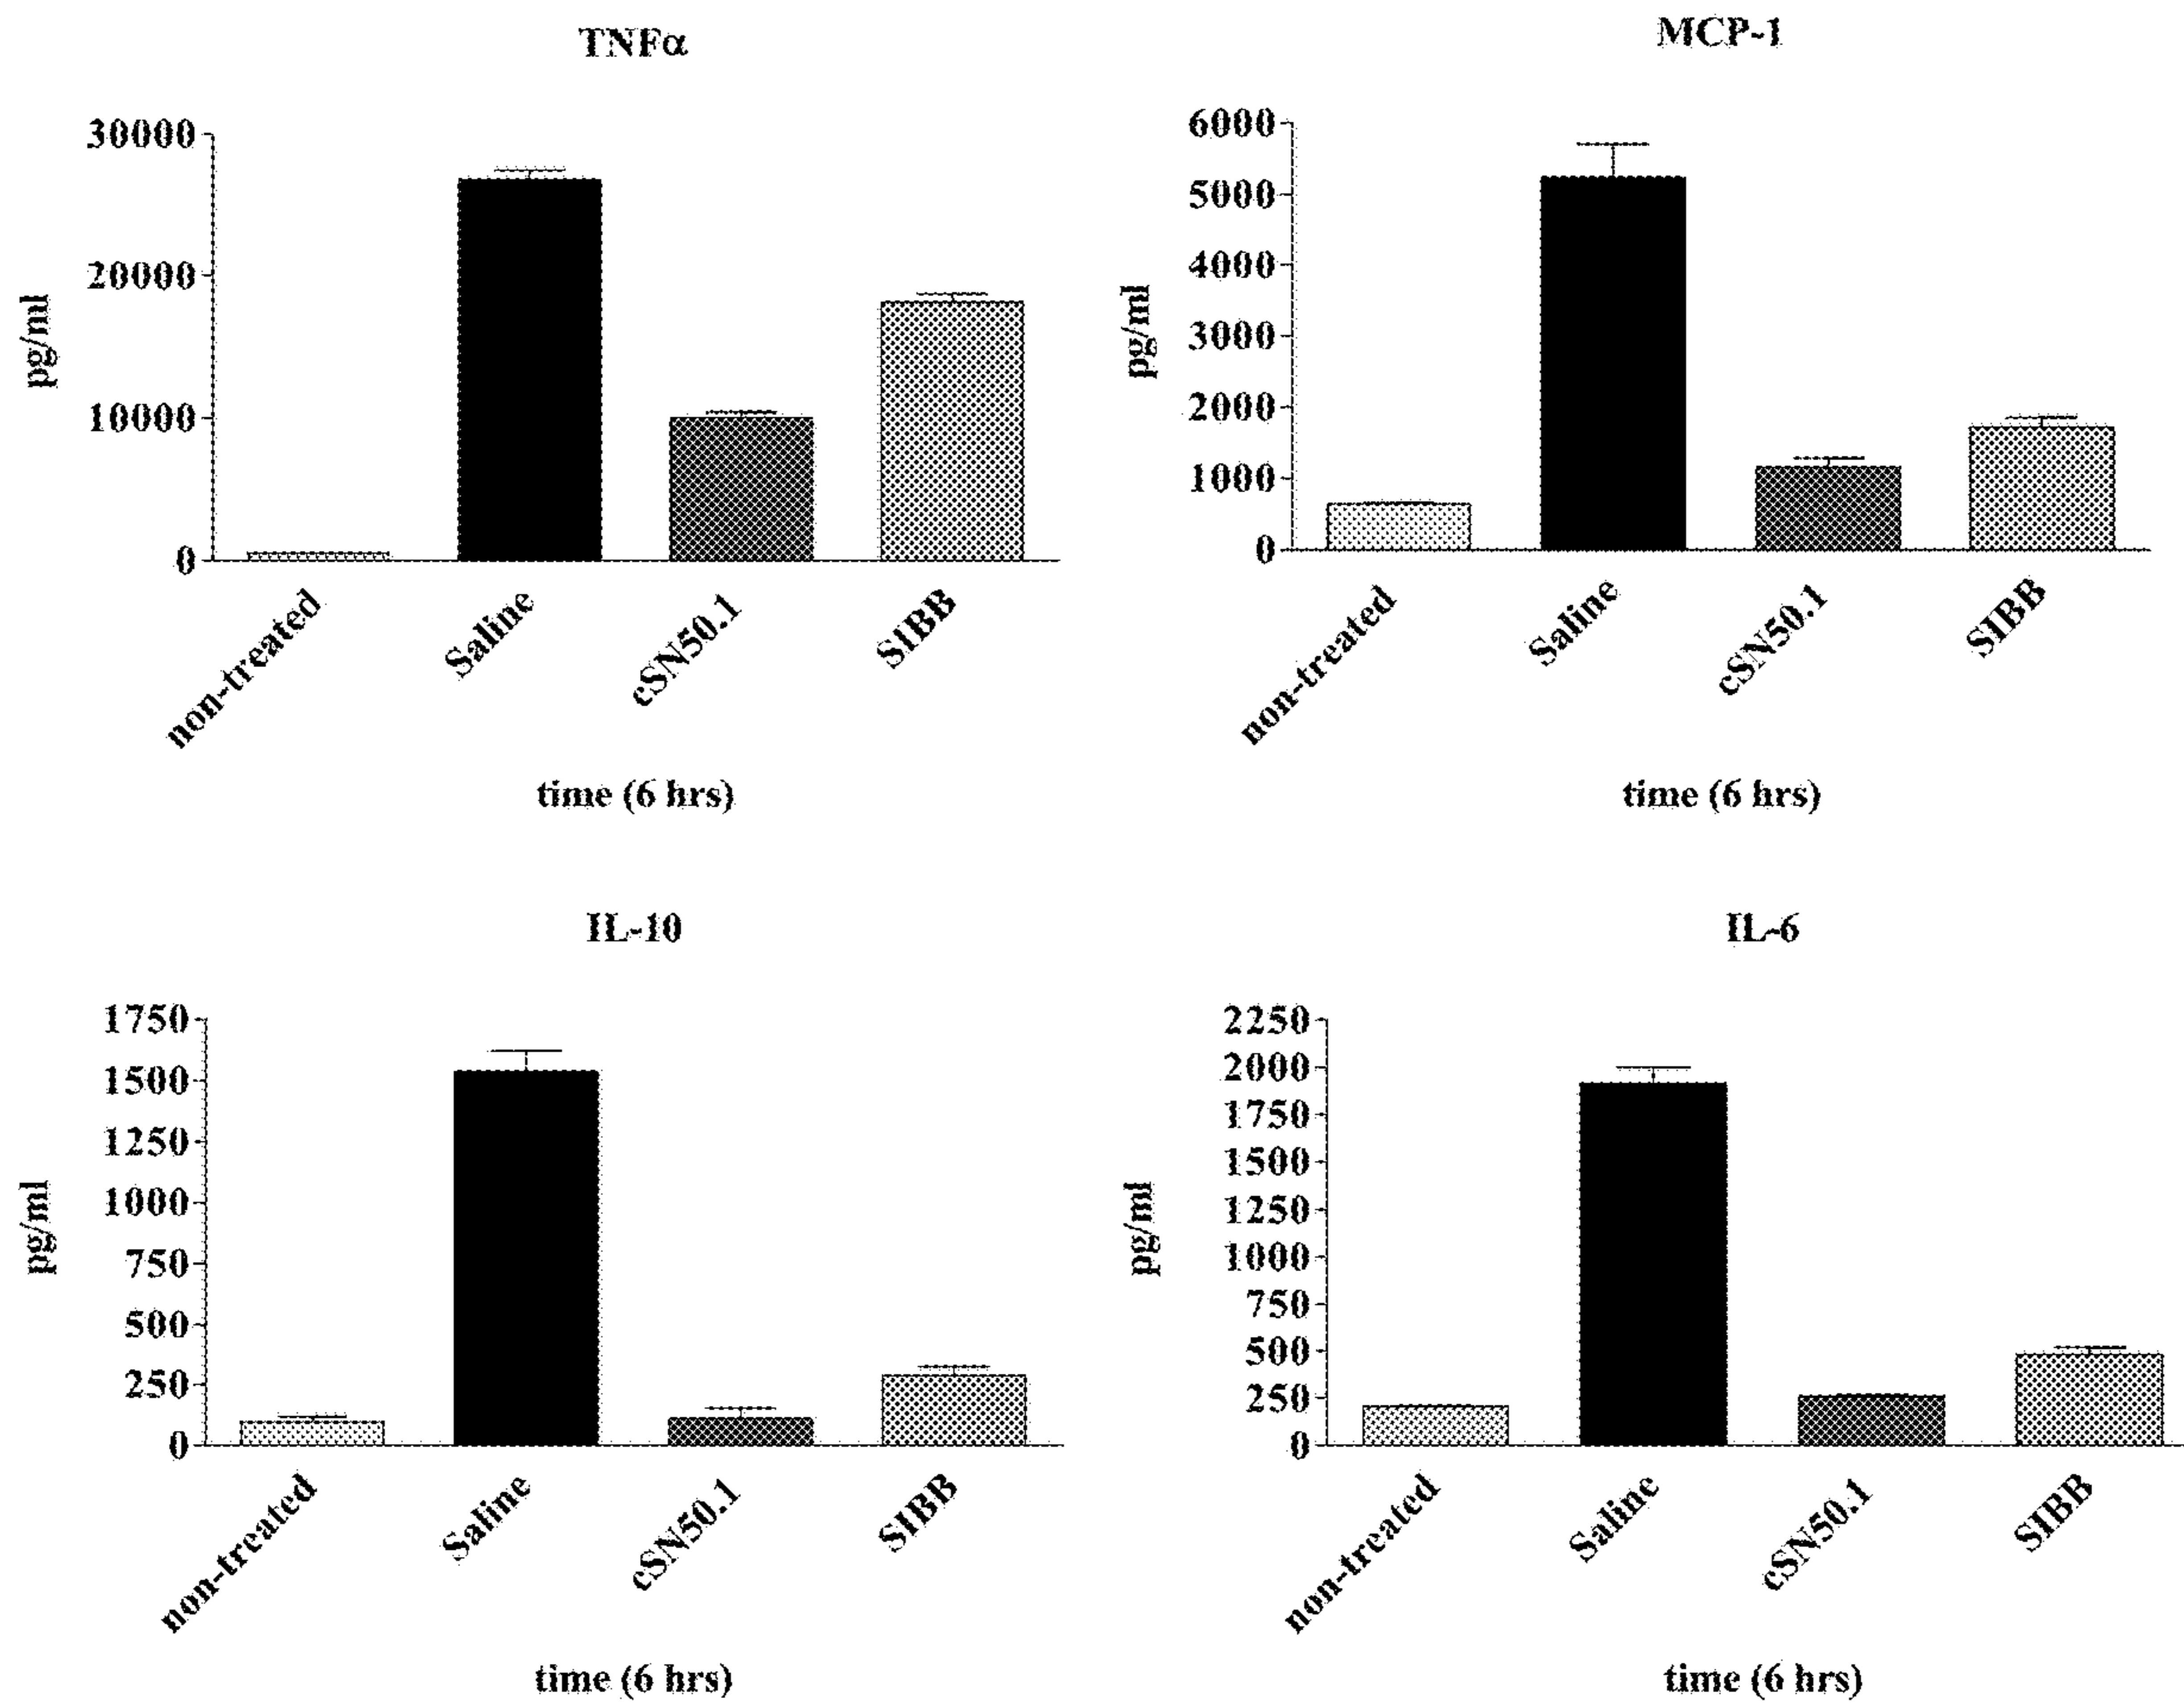 TNFα
30000
20000
10000
0
pg/ml
non-treated
Saline
cSN50.1
SIBB
time (6 hrs)
MCP-1
6000
5000
4000
3000
2000
1000
0
pg/ml
non-treated
Saline
cSN50.1
SIBB
time (6 hrs)
IL-10
1750
1500
1250
1000
750
500
250
0
pg/ml
non-treated
Saline
cSN50.1
SIBB
time (6 hrs)
IL-6
2250
2000
1750
1500
1250
1000
750
500
250
0
pg/ml
non-treated
Saline
cSN50.1
SIBB
time (6 hrs)